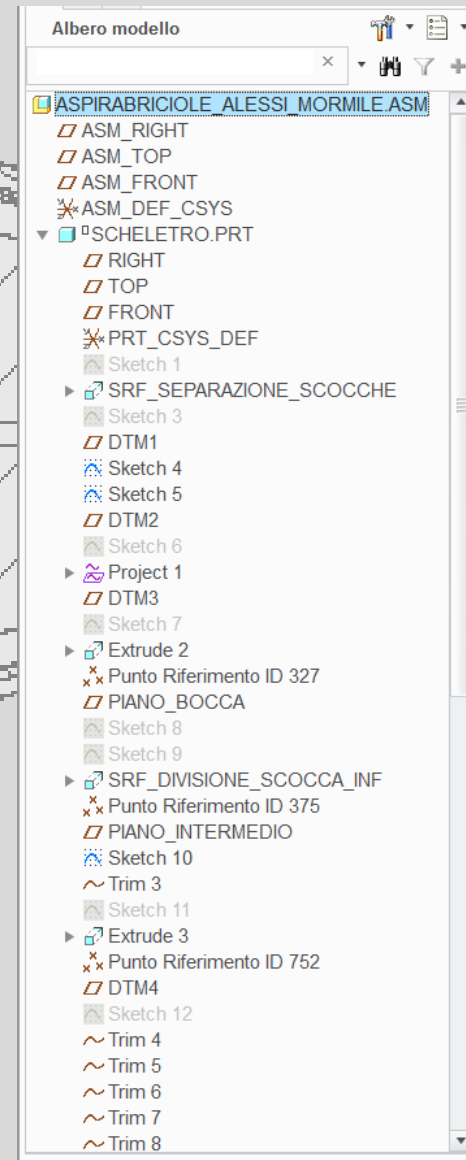 Albero modello
ASPIRABRICIOLE_ALESSI_MORMILE.ASM
ASM_RIGHT
ASM_TOP
ASM_FRONT
ASM_DEF_CSYS
SCHELETRO.PRT
RIGHT
TOP
FRONT
PRT_CSYS_DEF
Sketch 1
SRF_SEPARAZIONE_SCOCCHE
Sketch 3
DTM1
Sketch 4
Sketch 5
DTM2
Sketch 6
Project 1
DTM3
Sketch 7
Extrude 2
Punto Riferimento ID 327
PIANO_BOCCA
Sketch 8
Sketch 9
SRF_DIVISIONE_SCOCCA_INF
Punto Riferimento ID 375
PIANO_INTERMEDIO
Sketch 10
Trim 3
Sketch 11
Extrude 3
Punto Riferimento ID 752
DTM4
Sketch 12
Trim 4
Trim 5
Trim 6
Trim 7
Trim 8